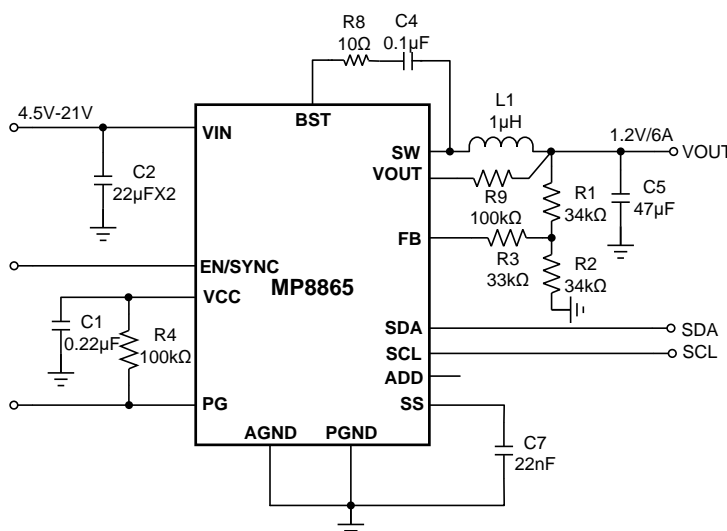 R8
10Ω
C4
0.1μF
4.5V-21V
BST
VIN
L1
1μH
1.2V/6A
SW
VOUT
VOUT
C2
22μFX2
R9
100kΩ
R1
34kΩ
C5
47μF
FB
R3
33kΩ
R2
34kΩ
EN/SYNC
MP8865
VCC
C1
0.22μF
R4
100kΩ
SDA
SDA
SCL
SCL
ADD
PG
SS
AGND
PGND
C7
22nF